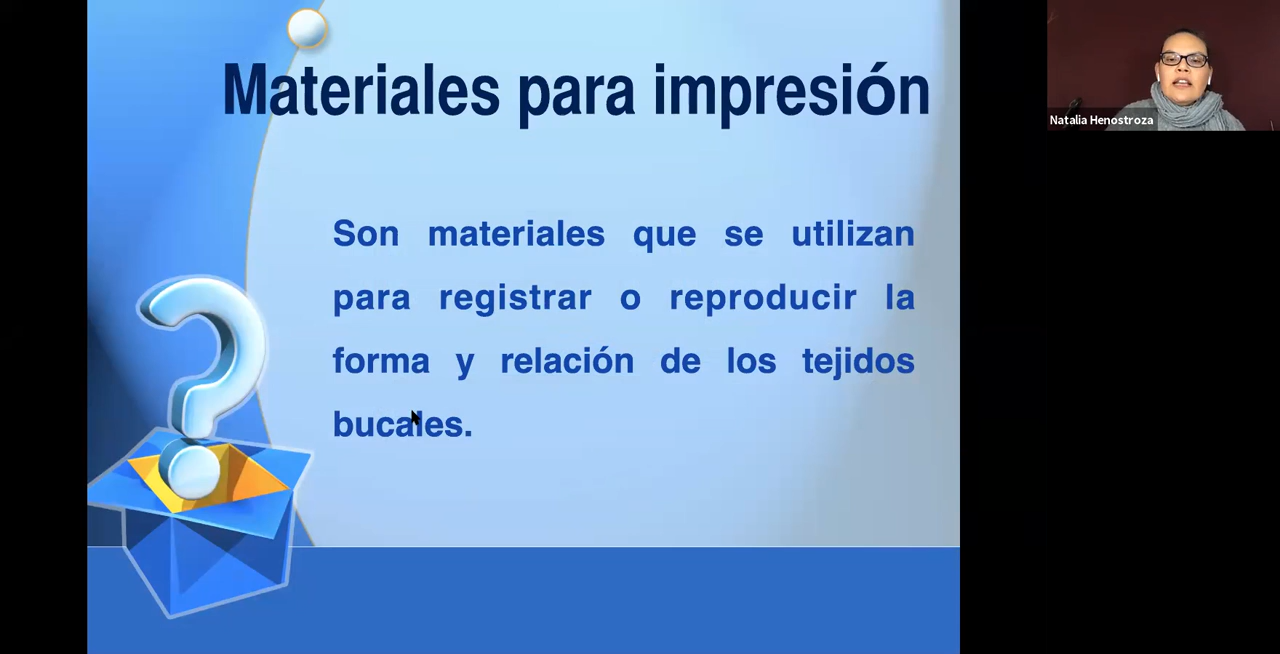 Materiales para impresión
Son materiales que se utilizan
para registrar o reproducir la
forma y relación de los tejidos
bucales.
Natalia Henostroza